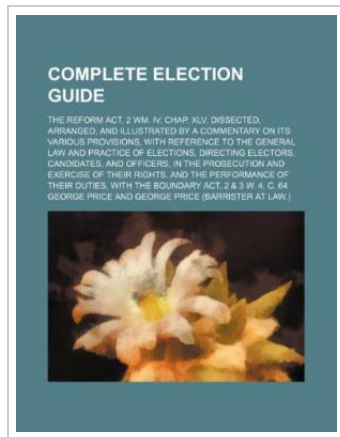 COMPLETE ELECTION
GUIDE
THE REFORM ACT, 2 WM. IV. CHAP. XLV. DISSECTED,
ARRANGED, AND ILLUSTRATED BY A COMMENTARY ON ITS
VARIOUS PROVISIONS, WITH REFERENCE TO THE GENERAL
LAW AND PRACTICE OF ELECTIONS, DIRECTING ELECTORS,
CANDIDATES, AND OFFICERS, IN THE PROSECUTION AND
EXERCISE OF THEIR RIGHTS, AND THE PERFORMANCE OF
THEIR DUTIES, WITH THE BOUNDARY ACT, 2 & 3 W. 4, C. 64
GEORGE PRICE AND GEORGE PRICE (BARRISTER AT LAW.)